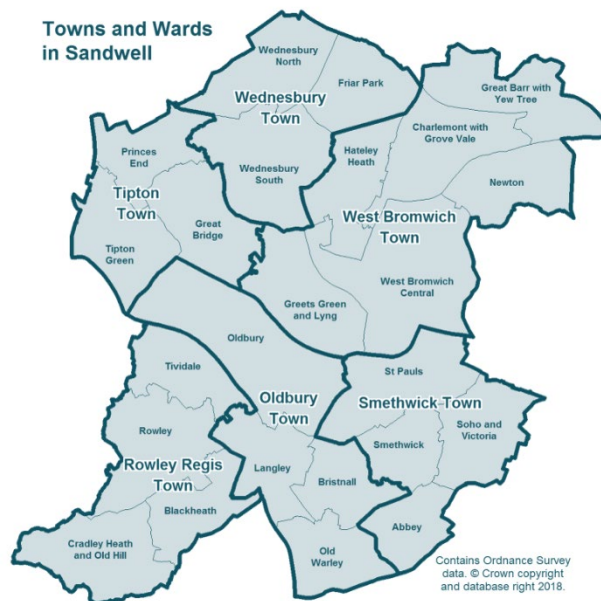 Towns and Wards
in Sandwell
Wednesbury
North
Friar Park
Wednesbury
Town
Great Barr with
Yew Tree
Charlemont with
Grove Vale
Princes
End
Hateley
Heath
Wednesbury
South
Newton
Tipton
Town
West Bromwich
Town
Great
Bridge
Tipton
Green
West Bromwich
Central
Greets Green
and Lyng
Oldbury
Tividale
St Pauls
Oldbury
Town
Smethwick Town
Rowley
Smethwick
Soho and
Victoria
Rowley Regis
Town
Langley
Bristnall
Blackheath
Abbey
Cradley Heath
and Old Hill
Old
Warley
Contains Ordnance Survey
data. © Crown copyright
and database right 2018.